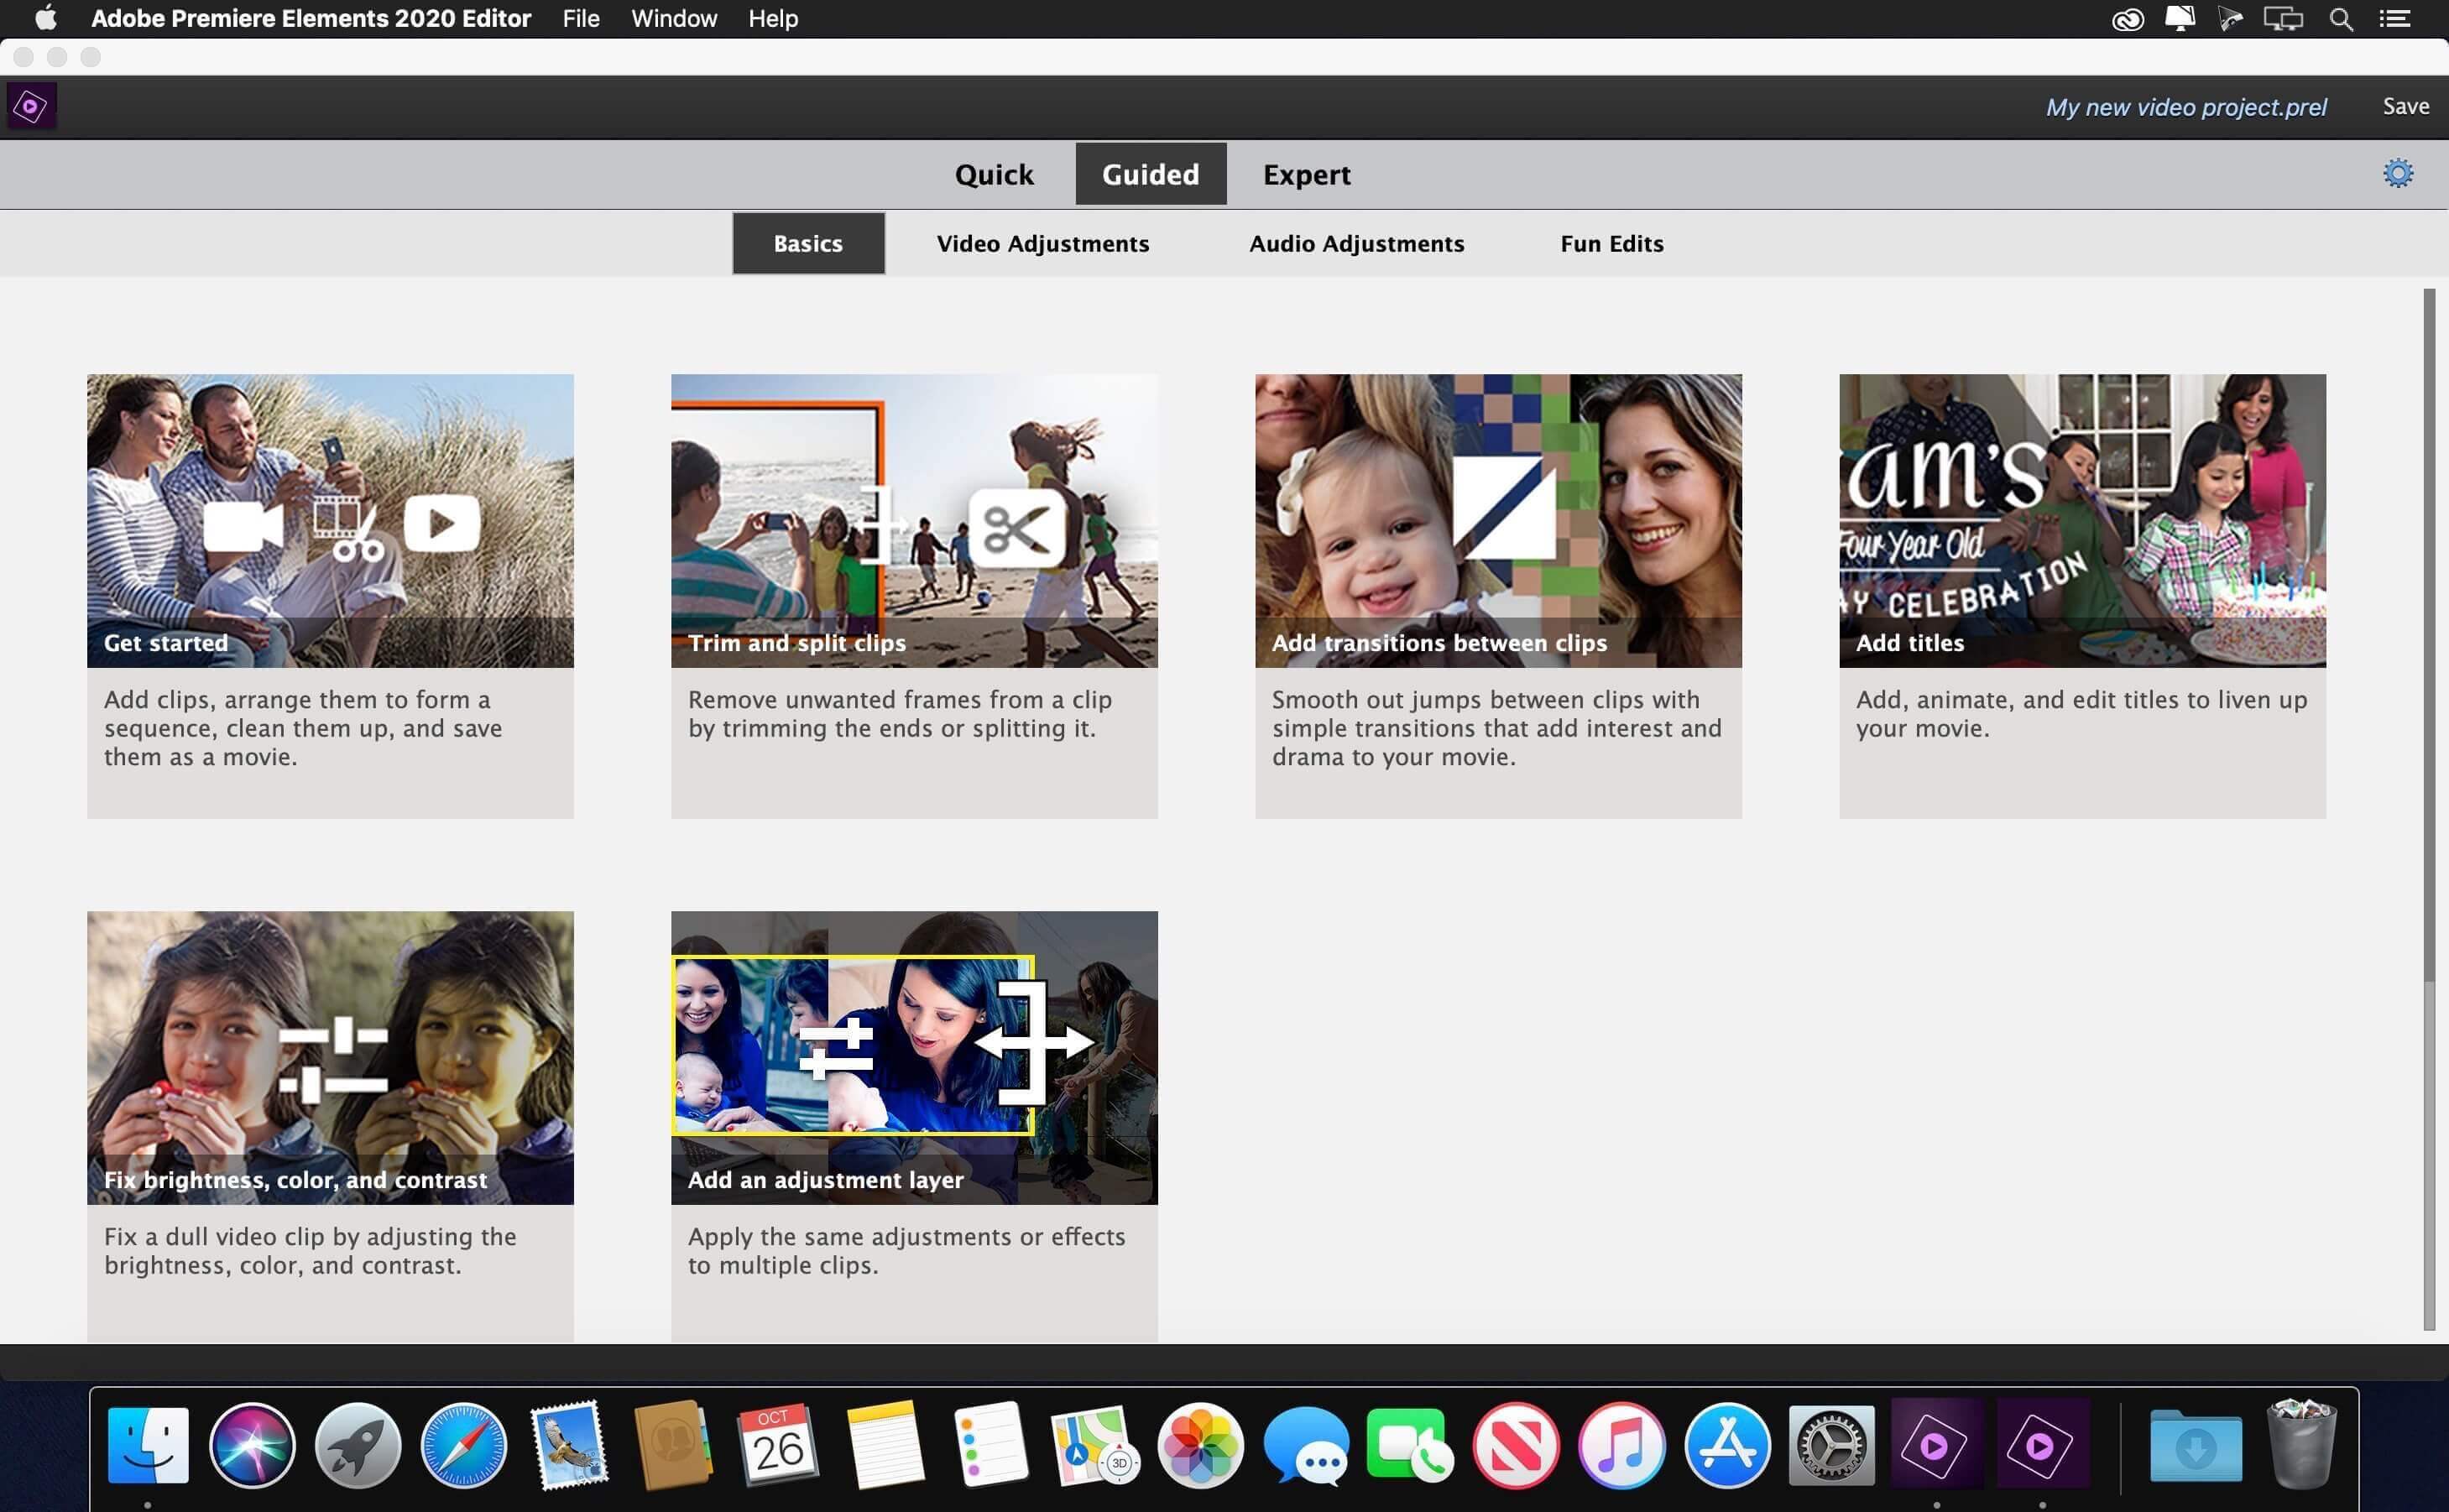 Adobe Premiere Elements 2020 Editor File Window Help
My new video project.prel Save
Quick Guided Expert
Basics Video Adjustments Audio Adjustments Fun Edits
am's
Four Year Old
AY CELEBRATION
Get started
Add clips, arrange them to form a
sequence, clean them up, and save
them as a movie.
Trim and split clips
Remove unwanted frames from a clip
by trimming the ends or splitting it.
Add transitions between clips
Smooth out jumps between clips with
simple transitions that add interest and
drama to your movie.
Add titles
Add, animate, and edit titles to liven up
your movie.
Fix brightness, color, and contrast
Fix a dull video clip by adjusting the
brightness, color, and contrast.
Add an adjustment layer
Apply the same adjustments or effects
to multiple clips.
OCT
26
3D